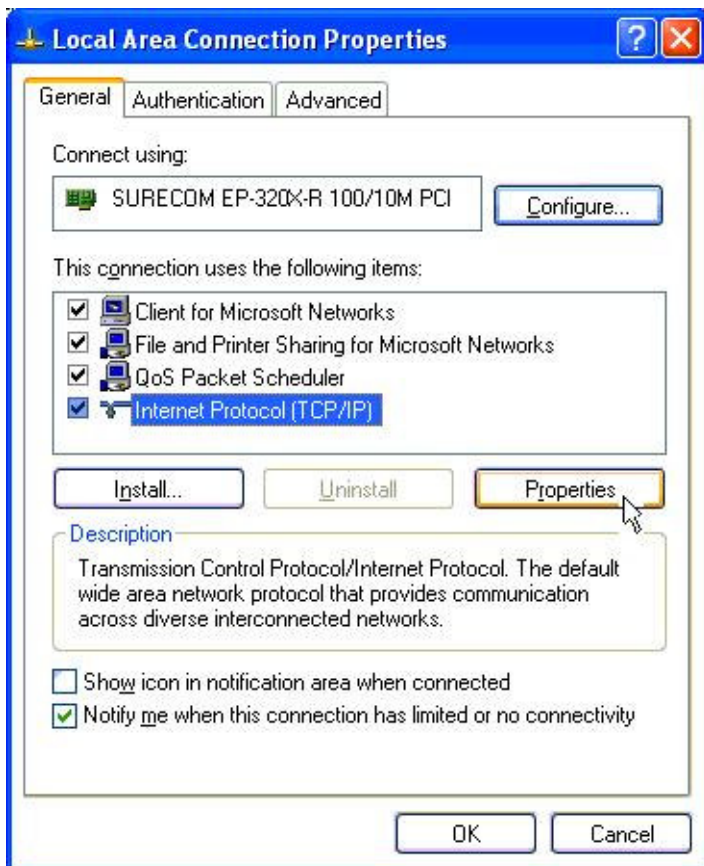 Local Area Connection Properties
?
General Authentication Advanced
Connect using:
SURECOM EP-320X-R 100/10M PCI
Configure...
This connection uses the following items:
Client for Microsoft Networks
File and Printer Sharing for Microsoft Networks
QoS Packet Scheduler
Internet Protocol (TCP/IP)
Install... Uninstall Properties
Description
Transmission Control Protocol/Internet Protocol. The default
wide area network protocol that provides communication
across diverse interconnected networks.
Show icon in notification area when connected
Notify me when this connection has limited or no connectivity
OK Cancel